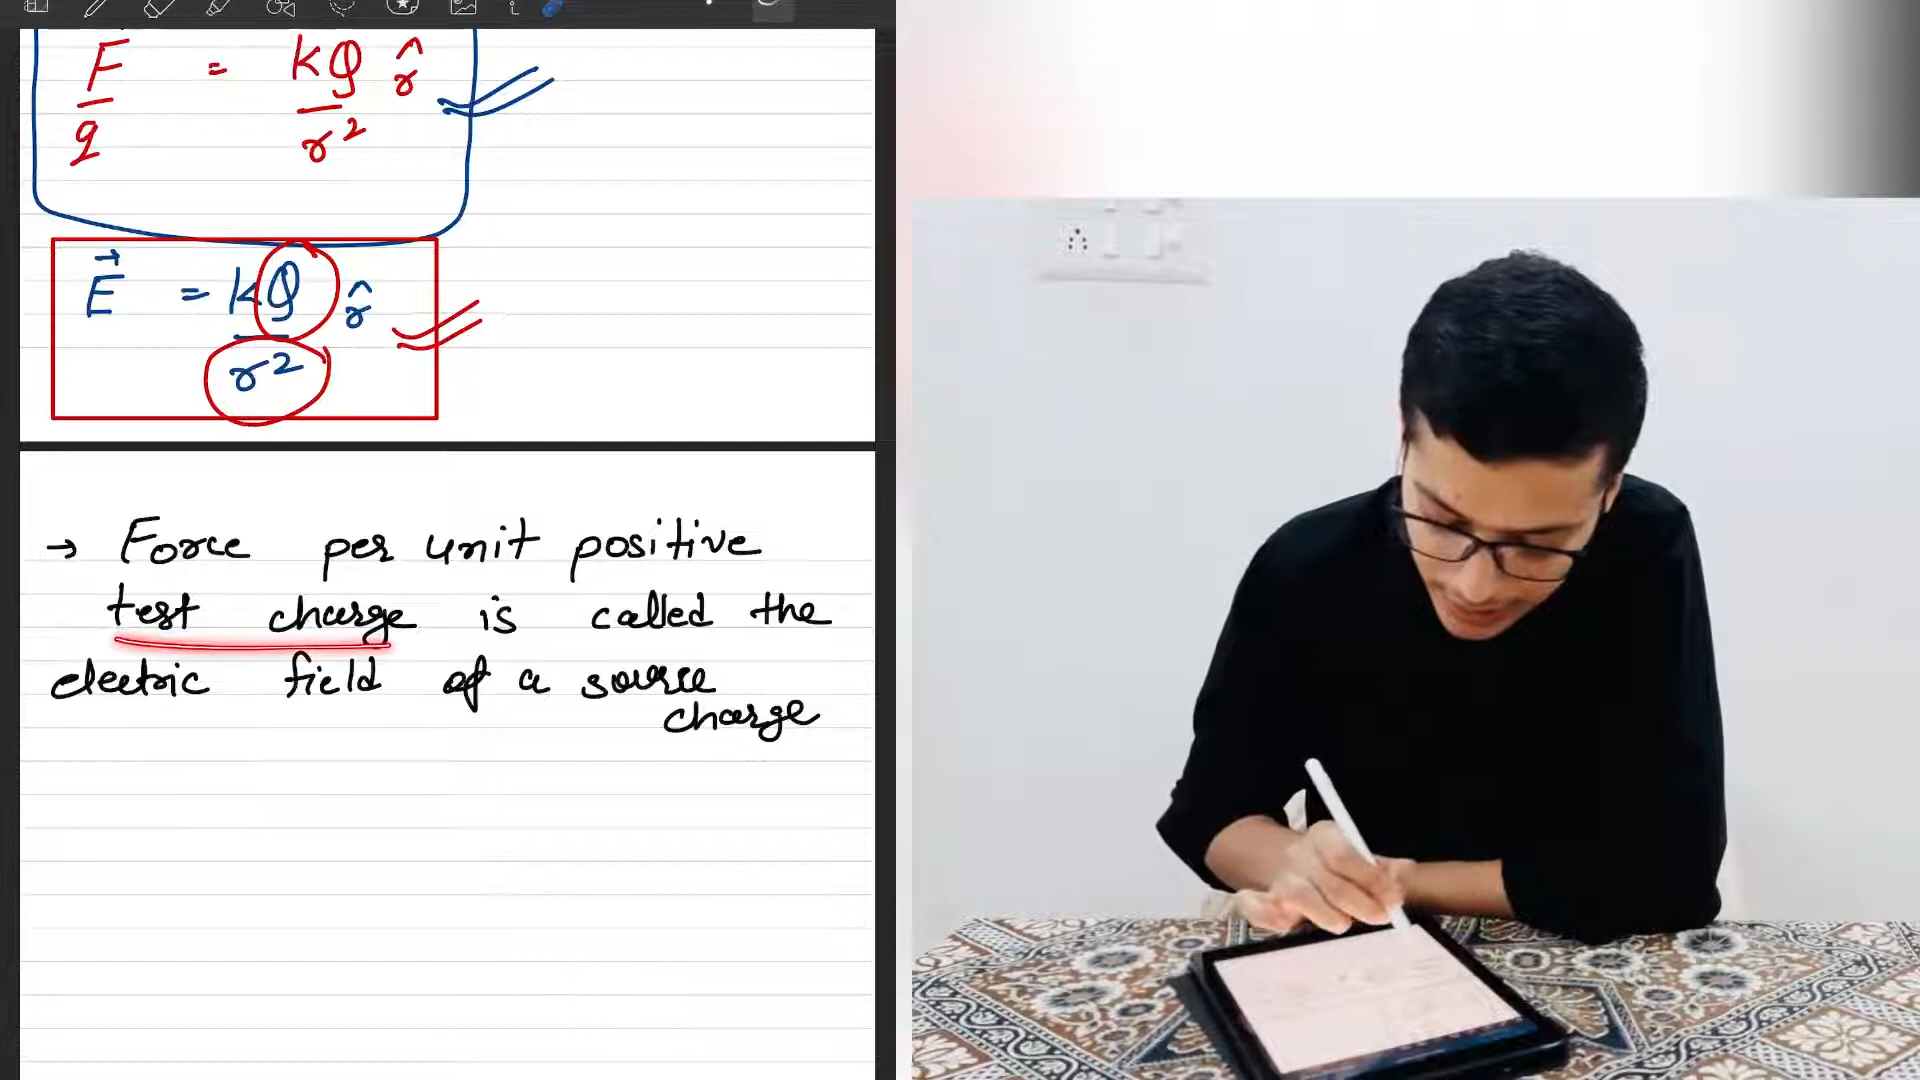 F = kQ r̂
q r²
E⃗ = kQ r̂
r²
→ Force per unit positive
test charge is called the
electric field of a source
charge